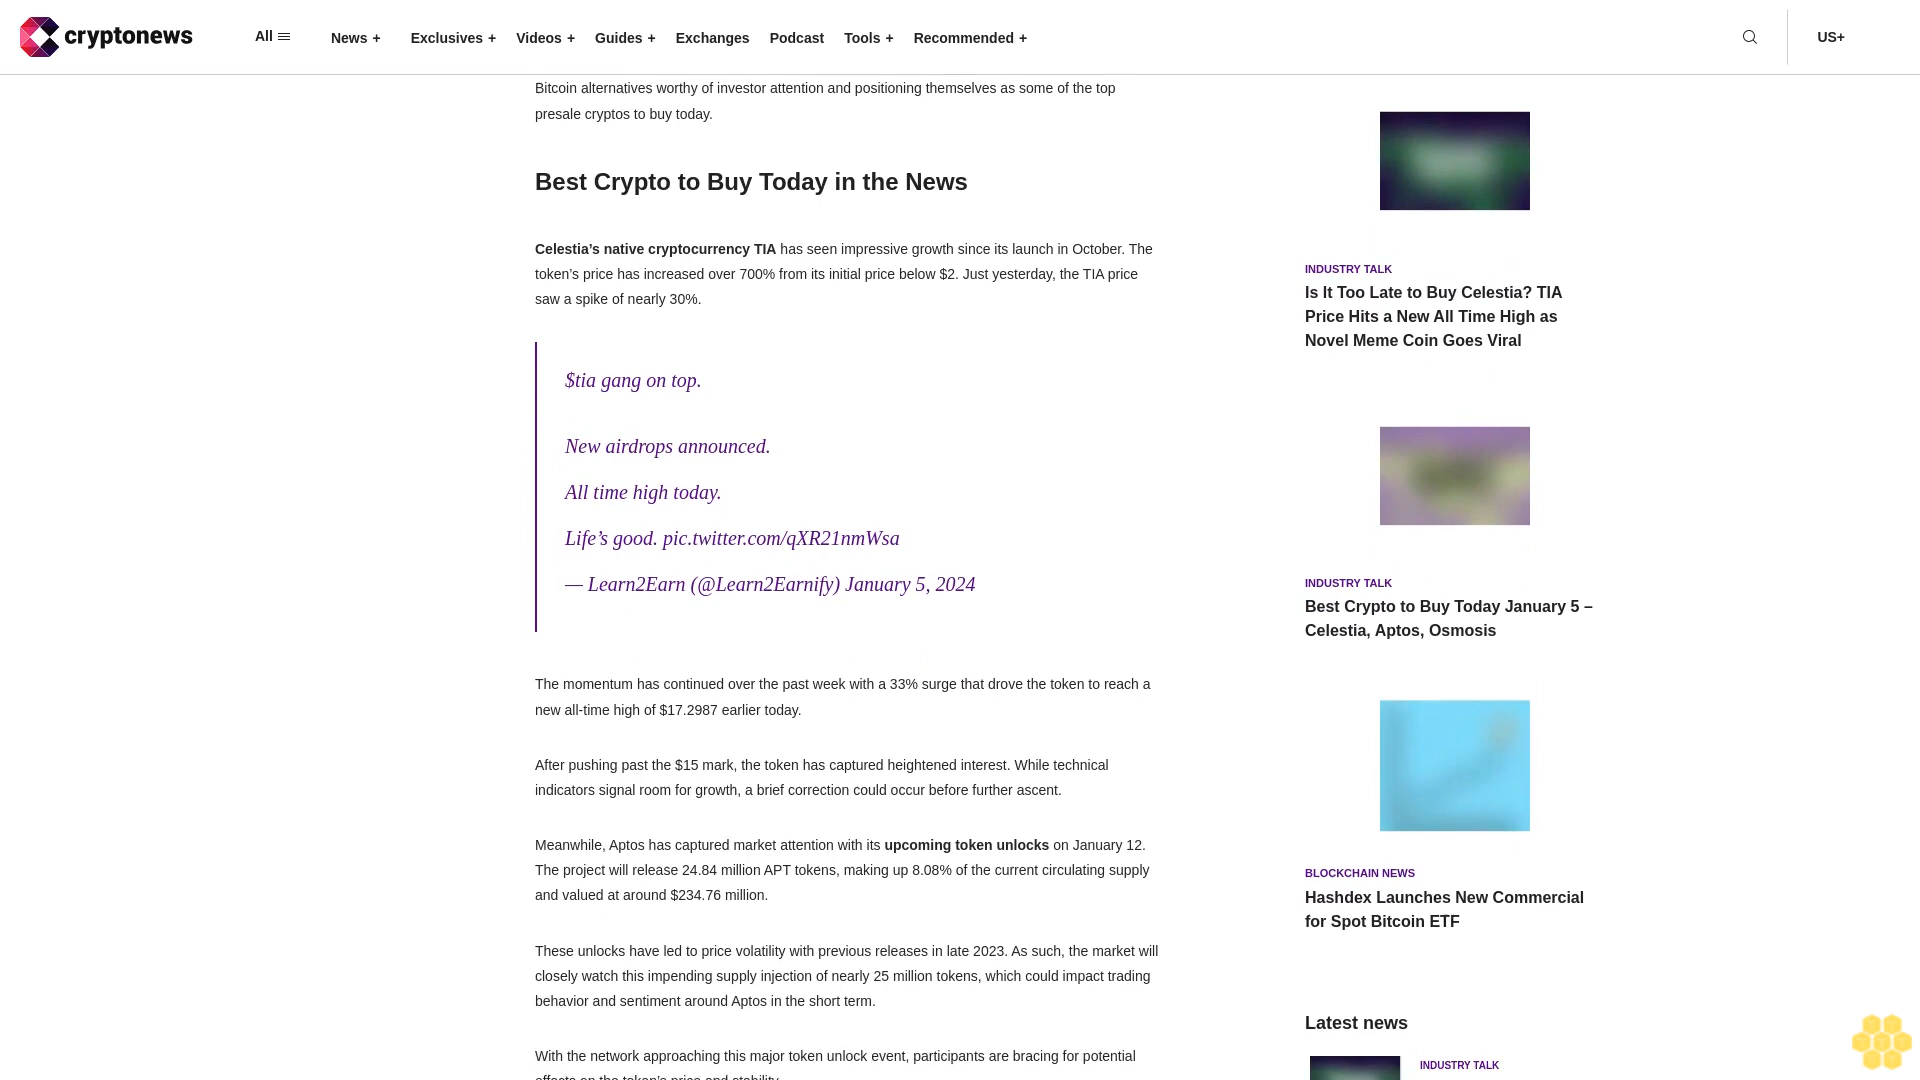 cryptonews
All
News +
Exclusives +
Videos +
Guides +
Exchanges
Podcast
Tools +
Recommended +
US+
Bitcoin alternatives worthy of investor attention and positioning themselves as some of the top
presale cryptos to buy today.
Best Crypto to Buy Today in the News
Celestia’s native cryptocurrency TIA has seen impressive growth since its launch in October. The
token’s price has increased over 700% from its initial price below $2. Just yesterday, the TIA price
saw a spike of nearly 30%.
$tia gang on top.
New airdrops announced.
All time high today.
Life’s good. pic.twitter.com/qXR21nmWsa
— Learn2Earn (@Learn2Earnify) January 5, 2024
The momentum has continued over the past week with a 33% surge that drove the token to reach a
new all-time high of $17.2987 earlier today.
After pushing past the $15 mark, the token has captured heightened interest. While technical
indicators signal room for growth, a brief correction could occur before further ascent.
Meanwhile, Aptos has captured market attention with its upcoming token unlocks on January 12.
The project will release 24.84 million APT tokens, making up 8.08% of the current circulating supply
and valued at around $234.76 million.
These unlocks have led to price volatility with previous releases in late 2023. As such, the market will
closely watch this impending supply injection of nearly 25 million tokens, which could impact trading
behavior and sentiment around Aptos in the short term.
With the network approaching this major token unlock event, participants are bracing for potential
effects on the token’s price and stability.
INDUSTRY TALK
Is It Too Late to Buy Celestia? TIA
Price Hits a New All Time High as
Novel Meme Coin Goes Viral
INDUSTRY TALK
Best Crypto to Buy Today January 5 –
Celestia, Aptos, Osmosis
BLOCKCHAIN NEWS
Hashdex Launches New Commercial
for Spot Bitcoin ETF
Latest news
INDUSTRY TALK